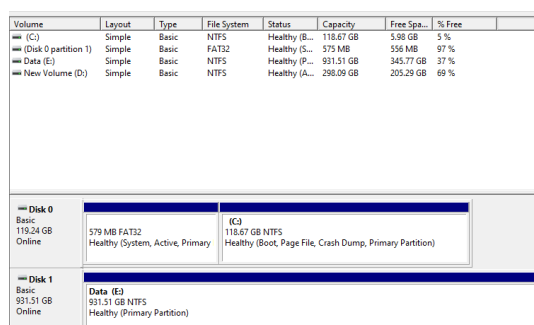 Volume Layout Type File System Status Capacity Free Spa... % Free
(C:) Simple Basic NTFS Healthy (B... 118.67 GB 5.98 GB 5 %
(Disk 0 partition 1) Simple Basic FAT32 Healthy (S... 575 MB 556 MB 97 %
Data (E:) Simple Basic NTFS Healthy (P... 931.51 GB 345.77 GB 37 %
New Volume (D:) Simple Basic NTFS Healthy (A... 298.09 GB 205.29 GB 69 %
Disk 0
Basic
119.24 GB
Online
579 MB FAT32
Healthy (System, Active, Primary
(C:)
118.67 GB NTFS
Healthy (Boot, Page File, Crash Dump, Primary Partition)
Disk 1
Basic
931.51 GB
Online
Data (E:)
931.51 GB NTFS
Healthy (Primary Partition)